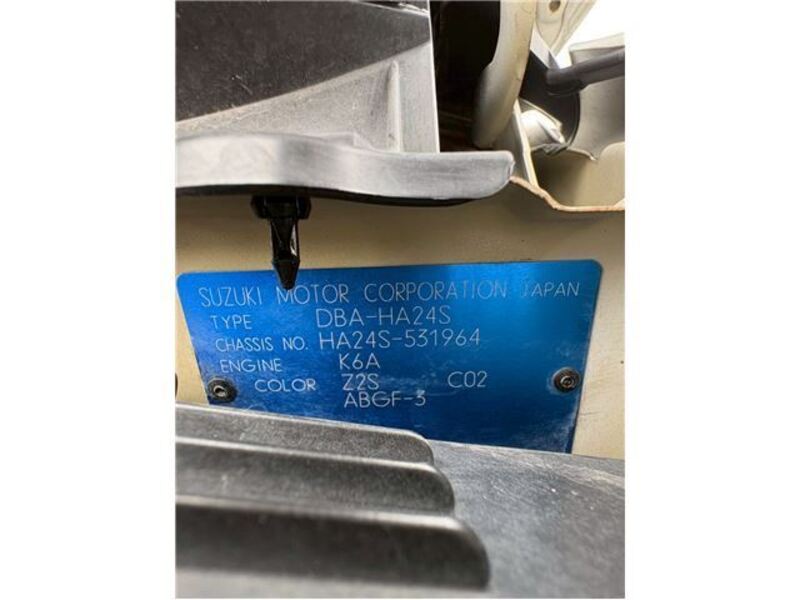 SUZUKI MOTOR CORPORATION JAPAN
TYPE DBA-HA24S
CHASSIS NO. HA24S-531964
ENGINE K6A
COLOR Z2S C02
ABGF-3